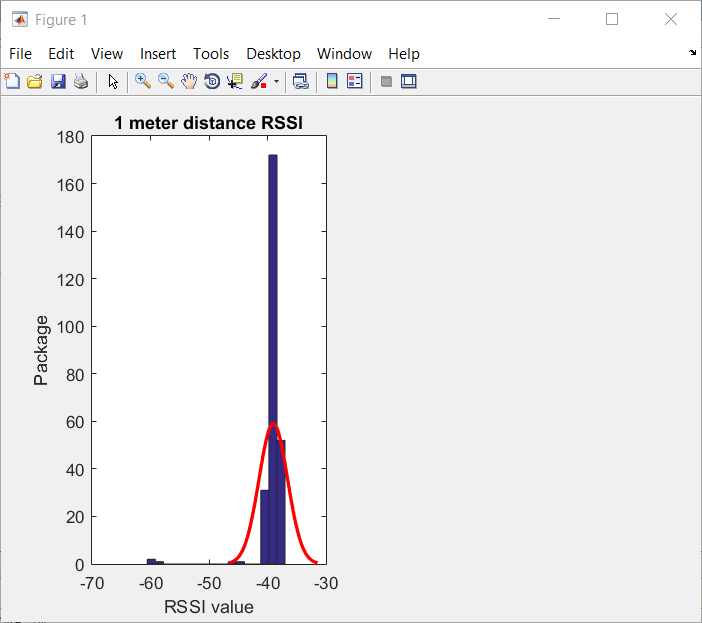 Figure 1
File Edit View Insert Tools Desktop Window Help
1 meter distance RSSI
180
160
140
120
100
80
60
40
20
0
Package
-70 -60 -50 -40 -30
RSSI value